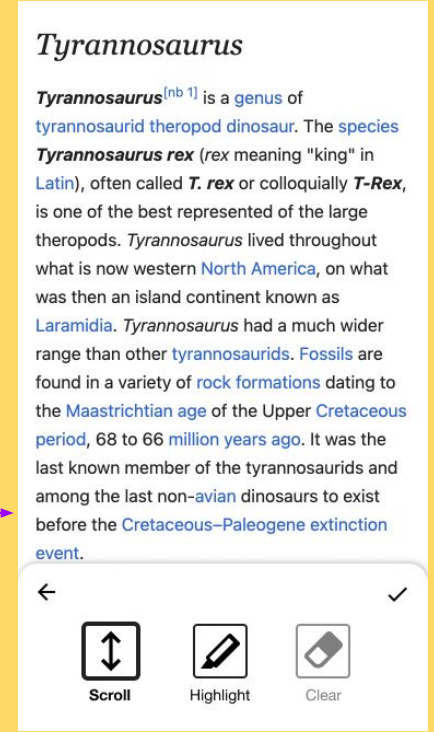 Tyrannosaurus
Tyrannosaurus[nb 1] is a genus of
tyrannosaurid theropod dinosaur. The species
Tyrannosaurus rex (rex meaning "king" in
Latin), often called T. rex or colloquially T-Rex,
is one of the best represented of the large
theropods. Tyrannosaurus lived throughout
what is now western North America, on what
was then an island continent known as
Laramidia. Tyrannosaurus had a much wider
range than other tyrannosaurids. Fossils are
found in a variety of rock formations dating to
the Maastrichtian age of the Upper Cretaceous
period, 68 to 66 million years ago. It was the
last known member of the tyrannosaurids and
among the last non-avian dinosaurs to exist
before the Cretaceous–Paleogene extinction
event.
Scroll Highlight Clear